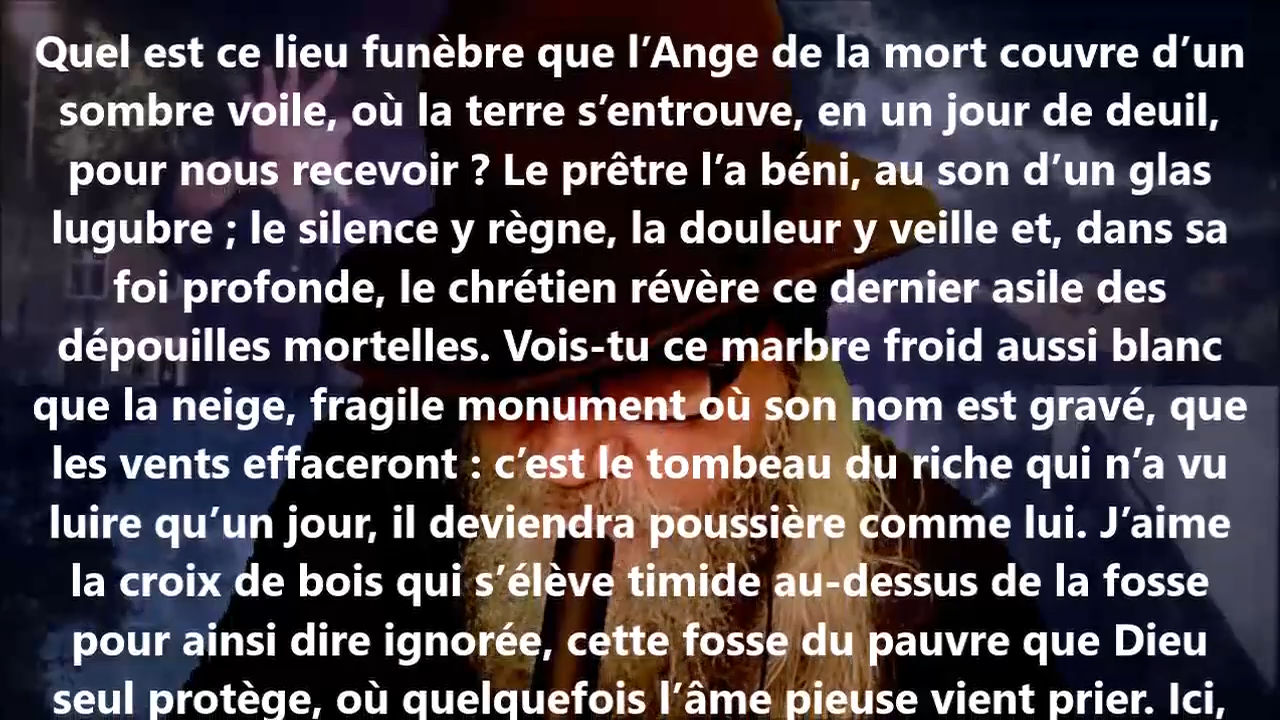 Quel est ce lieu funèbre que l’Ange de la mort couvre d’un
sombre voile, où la terre s’entrouve, en un jour de deuil,
pour nous recevoir ? Le prêtre l’a béni, au son d’un glas
lugubre ; le silence y règne, la douleur y veille et, dans sa
foi profonde, le chrétien révère ce dernier asile des
dépouilles mortelles. Vois-tu ce marbre froid aussi blanc
que la neige, fragile monument où son nom est gravé, que
les vents effaceront : c’est le tombeau du riche qui n’a vu
luire qu’un jour, il deviendra poussière comme lui. J’aime
la croix de bois qui s’élève timide au-dessus de la fosse
pour ainsi dire ignorée, cette fosse du pauvre que Dieu
seul protège, où quelquefois l’âme pieuse vient prier. Ici,